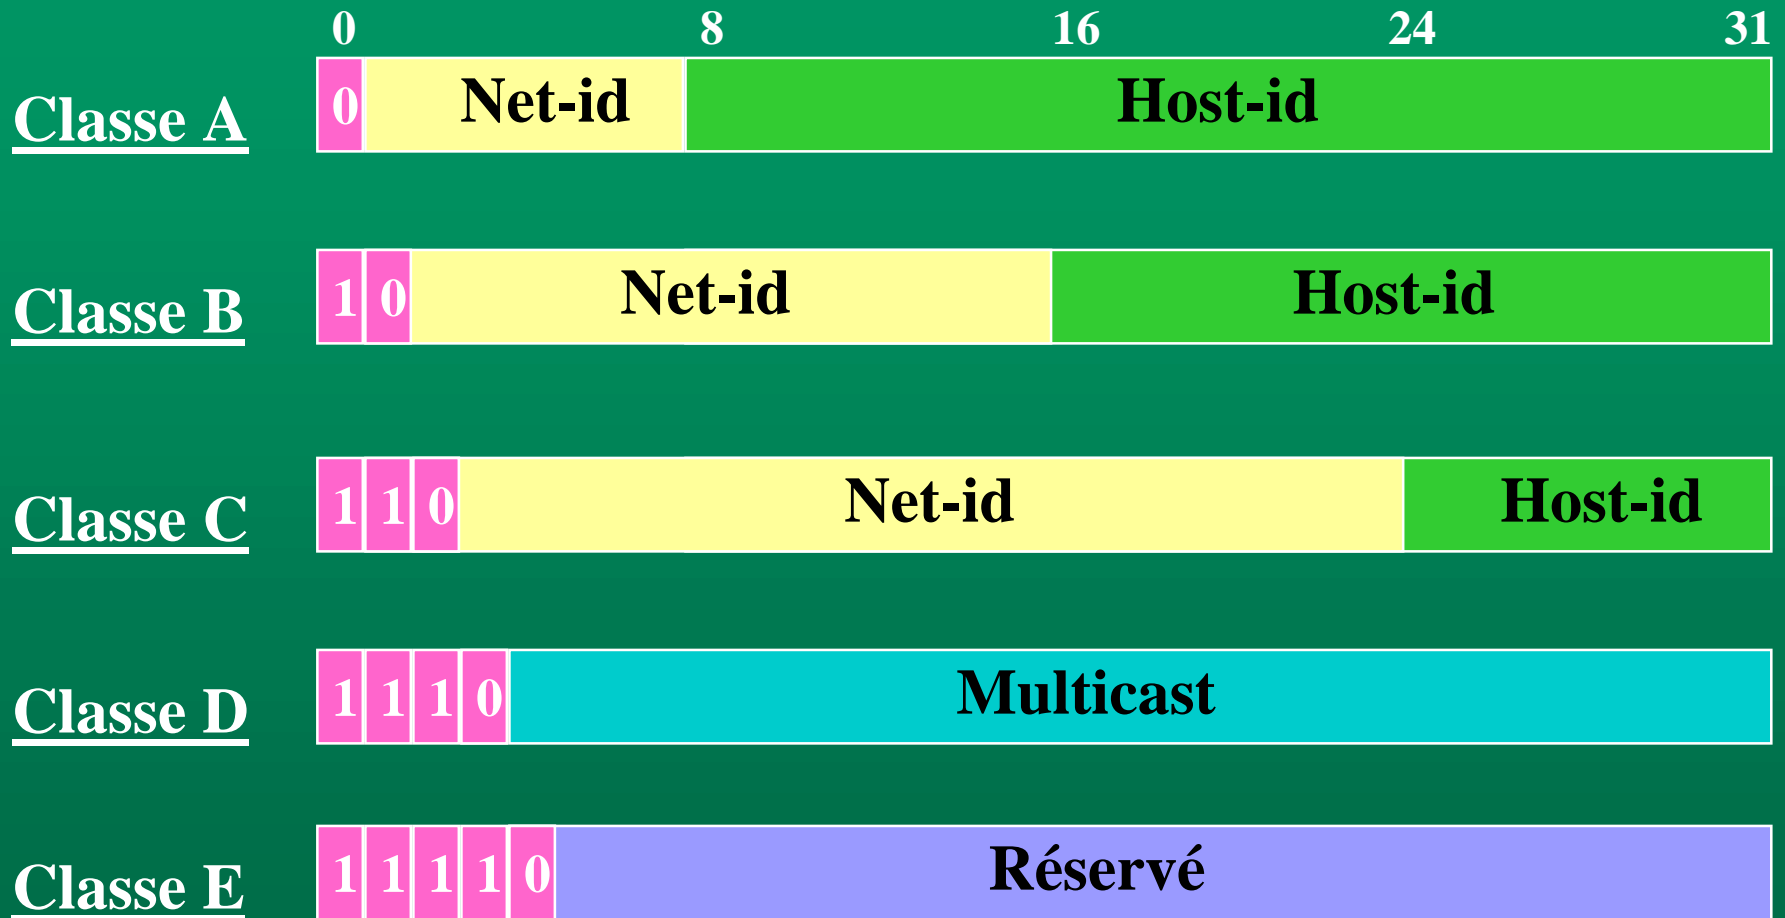 0 8 16 24 31
Classe A 0 Net-id Host-id
Classe B 1 0 Net-id Host-id
Classe C 1 1 0 Net-id Host-id
Classe D 1 1 1 0 Multicast
Classe E 1 1 1 1 0 Réservé